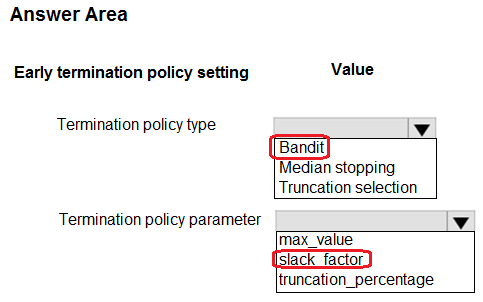 Answer Area
Early termination policy setting Value
Termination policy type
Bandit
Median stopping
Truncation selection
Termination policy parameter
max_value
slack_factor
truncation_percentage